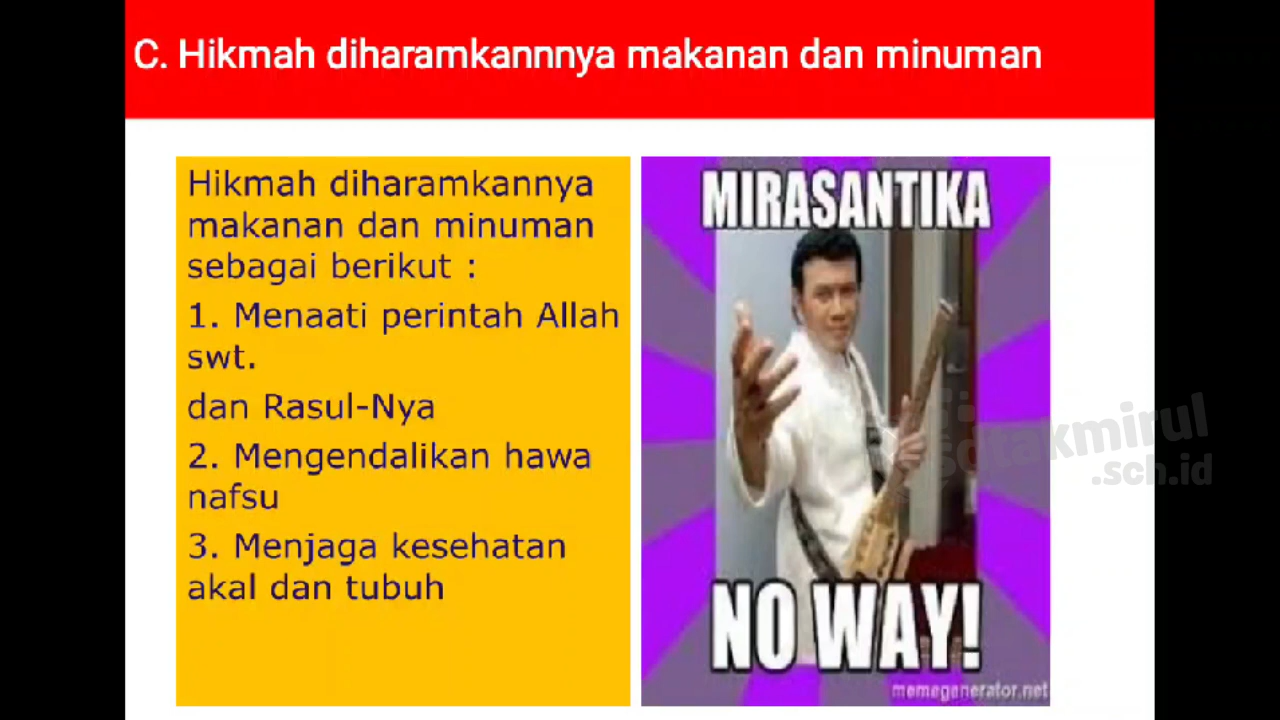 C. Hikmah diharamkannnya makanan dan minuman
Hikmah diharamkannya
makanan dan minuman
sebagai berikut :
1. Menaati perintah Allah
swt.
dan Rasul-Nya
2. Mengendalikan hawa
nafsu
3. Menjaga kesehatan
akal dan tubuh
MIRASANTIKA
NO WAY!
memegenerator.net
sdtakmirul
.sch.id